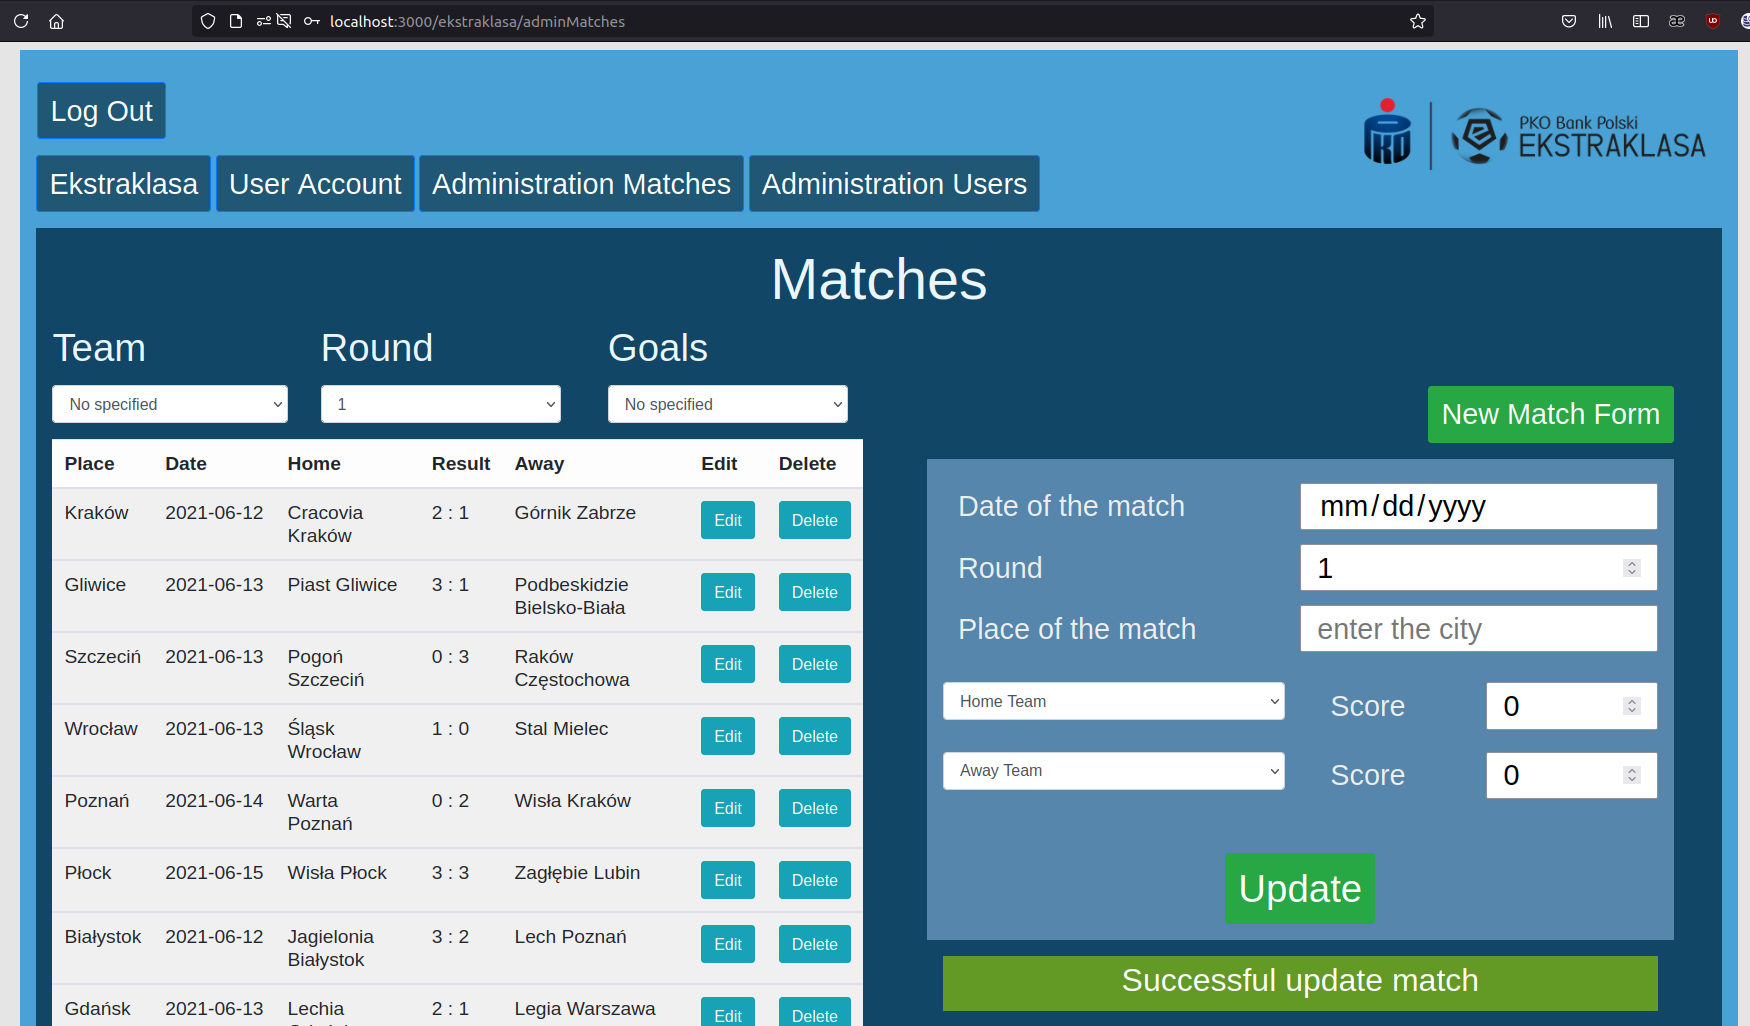 localhost:3000/ekstraklasa/adminMatches
Log Out
PKO Bank Polski
EKSTRAKLASA
Ekstraklasa User Account Administration Matches Administration Users
Matches
Team Round Goals
No specified 1 No specified
New Match Form
Place Date Home Result Away Edit Delete
Kraków 2021-06-12 Cracovia 2 : 1 Górnik Zabrze Edit Delete
Kraków
Gliwice 2021-06-13 Piast Gliwice 3 : 1 Podbeskidzie Edit Delete
Bielsko-Biała
Szczeciń 2021-06-13 Pogoń 0 : 3 Raków Edit Delete
Szczeciń Częstochowa
Wrocław 2021-06-13 Śląsk 1 : 0 Stal Mielec Edit Delete
Wrocław
Poznań 2021-06-14 Warta 0 : 2 Wisła Kraków Edit Delete
Poznań
Płock 2021-06-15 Wisła Płock 3 : 3 Zagłębie Lubin Edit Delete
Białystok 2021-06-12 Jagielonia 3 : 2 Lech Poznań Edit Delete
Białystok
Gdańsk 2021-06-13 Lechia 2 : 1 Legia Warszawa Edit Delete
Date of the match mm/dd/yyyy
Round 1
Place of the match enter the city
Home Team Score 0
Away Team Score 0
Update
Successful update match